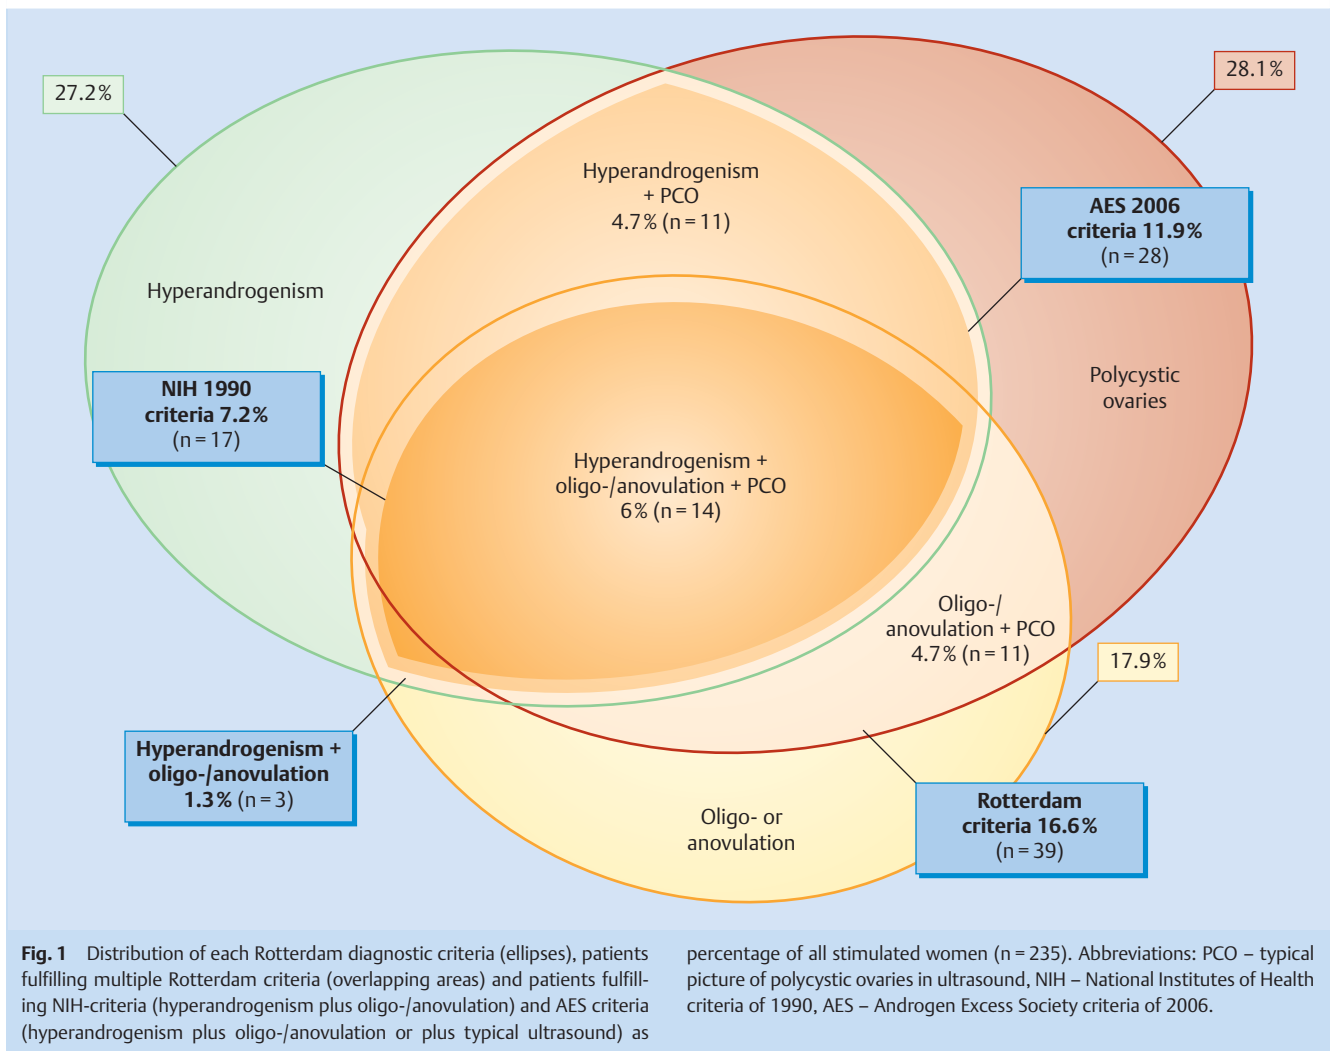 27.2%
28.1%
Hyperandrogenism
+ PCO
4.7% (n = 11)
AES 2006
criteria 11.9%
(n = 28)
Hyperandrogenism
Polycystic
ovaries
NIH 1990
criteria 7.2%
(n = 17)
Hyperandrogenism +
oligo-/anovulation + PCO
6% (n = 14)
Oligo-/
anovulation + PCO
4.7% (n = 11)
17.9%
Hyperandrogenism +
oligo-/anovulation
1.3% (n = 3)
Rotterdam
criteria 16.6%
(n = 39)
Oligo- or
anovulation
Fig. 1 Distribution of each Rotterdam diagnostic criteria (ellipses), patients
fulfilling multiple Rotterdam criteria (overlapping areas) and patients fulfill-
ing NIH-criteria (hyperandrogenism plus oligo-/anovulation) and AES criteria
(hyperandrogenism plus oligo-/anovulation or plus typical ultrasound) as
percentage of all stimulated women (n = 235). Abbreviations: PCO – typical
picture of polycystic ovaries in ultrasound, NIH – National Institutes of Health
criteria of 1990, AES – Androgen Excess Society criteria of 2006.